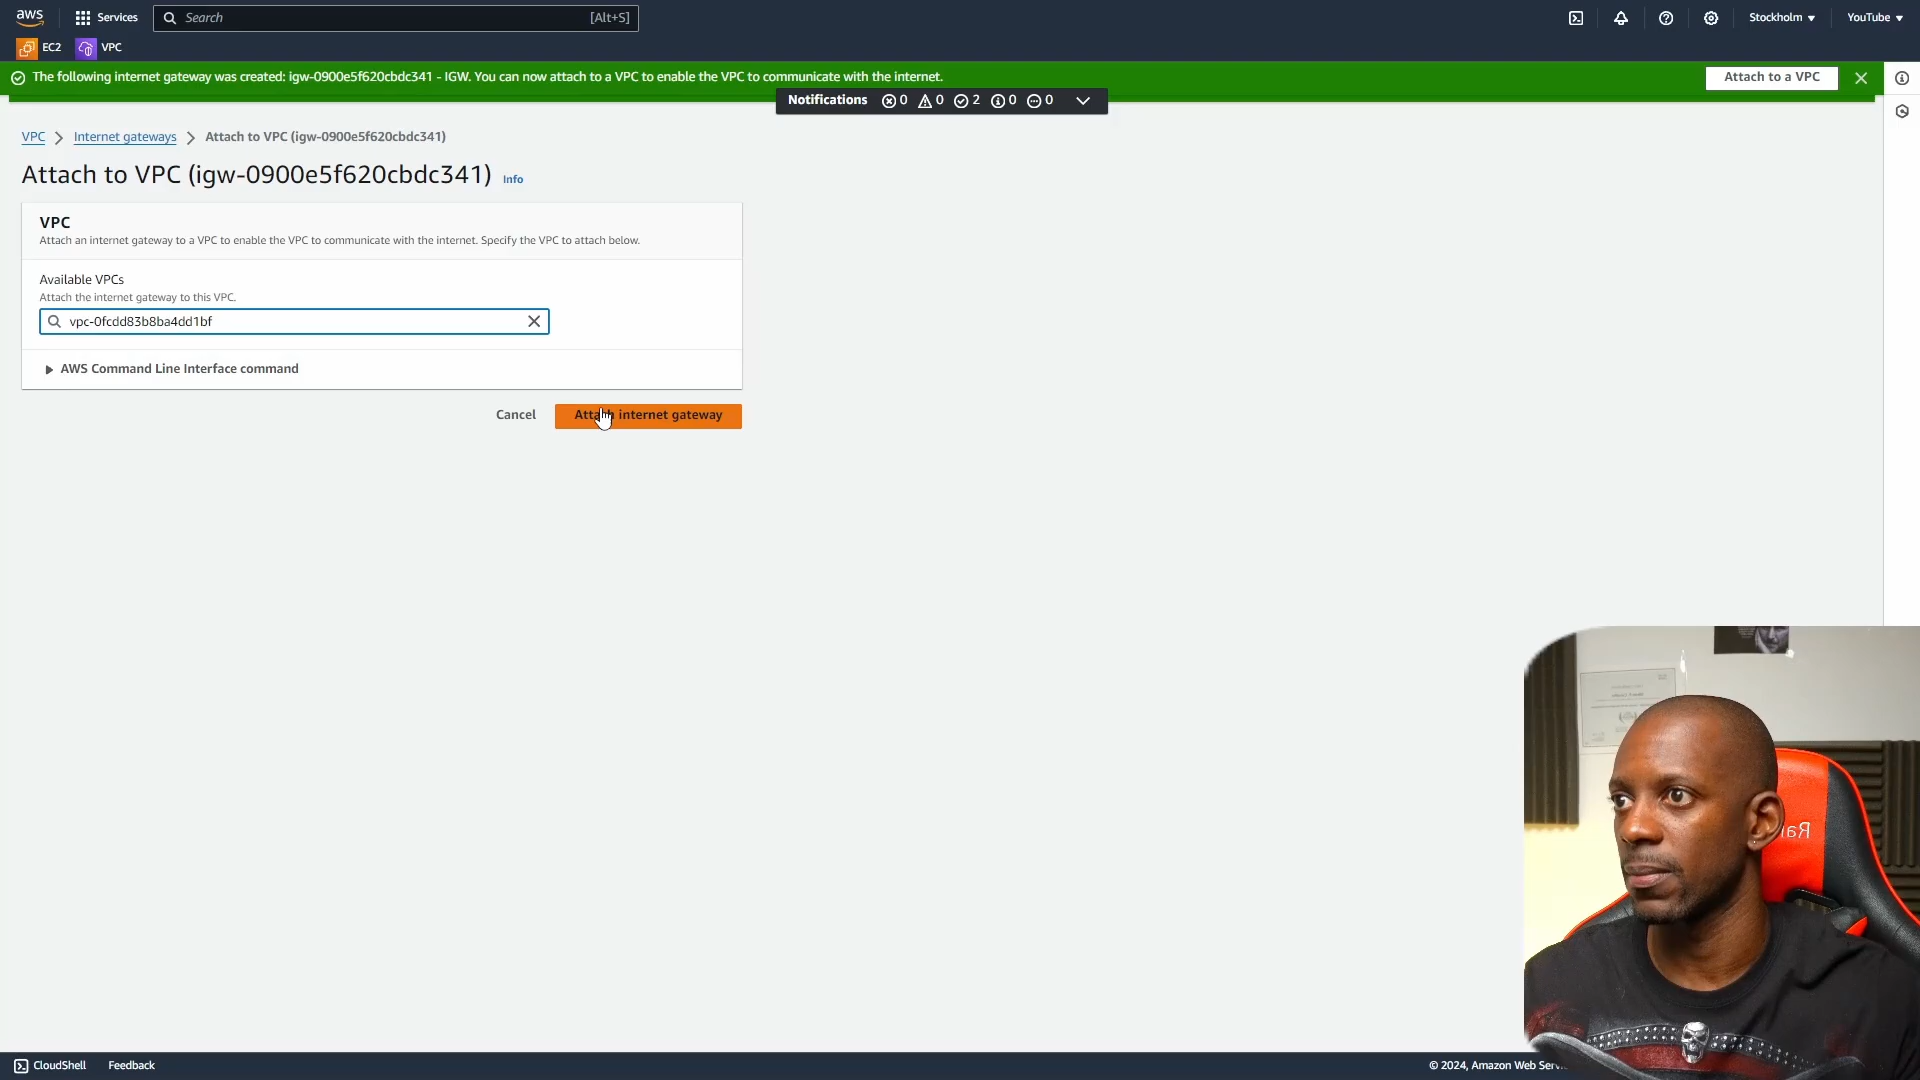 aws
Services
Search
[Alt+S]
Stockholm
YouTube
EC2
VPC
The following internet gateway was created: igw-0900e5f620cbdc341 - IGW. You can now attach to a VPC to enable the VPC to communicate with the internet.
Attach to a VPC
Notifications 0 0 2 0 0
VPC
Internet gateways
Attach to VPC (igw-0900e5f620cbdc341)
Attach to VPC (igw-0900e5f620cbdc341) Info
VPC
Attach an internet gateway to a VPC to enable the VPC to communicate with the internet. Specify the VPC to attach below.
Available VPCs
Attach the internet gateway to this VPC.
vpc-0fcdd83b8ba4dd1bf
AWS Command Line Interface command
Cancel
Attach internet gateway
CloudShell
Feedback
© 2024, Amazon Web